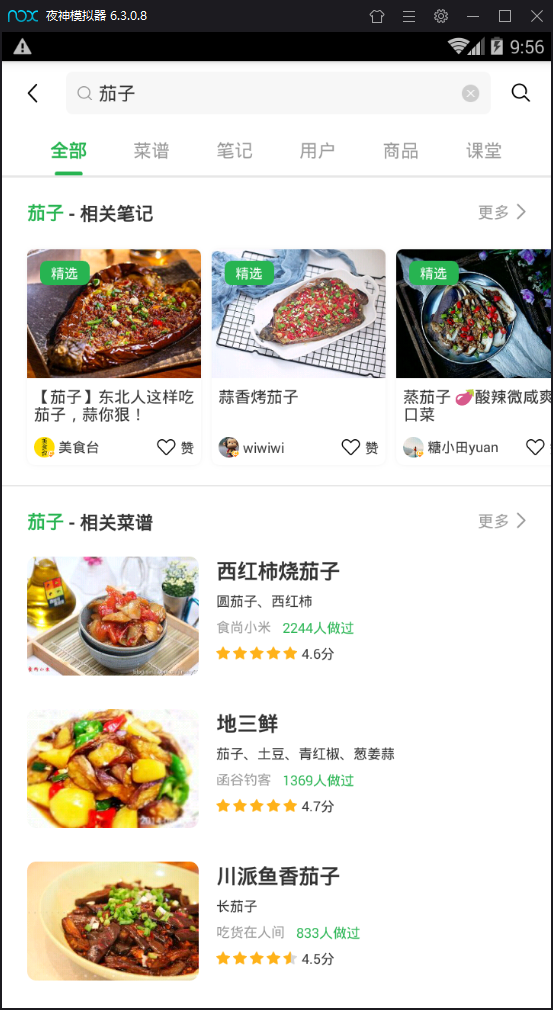 nox 夜神模拟器 6.3.0.8
9:56
茄子
全部 菜谱 笔记 用户 商品 课堂
茄子 - 相关笔记 更多
精选 精选 精选
【茄子】东北人这样吃茄子，蒜你狠！
美食台 赞
蒜香烤茄子
wiwiwi 赞
蒸茄子 🍆酸辣微咸爽口菜
糖小田yuan
茄子 - 相关菜谱 更多
西红柿烧茄子
圆茄子、西红柿
食尚小米 2244人做过
4.6分
地三鲜
茄子、土豆、青红椒、葱姜蒜
函谷钓客 1369人做过
4.7分
川派鱼香茄子
长茄子
吃货在人间 833人做过
4.5分